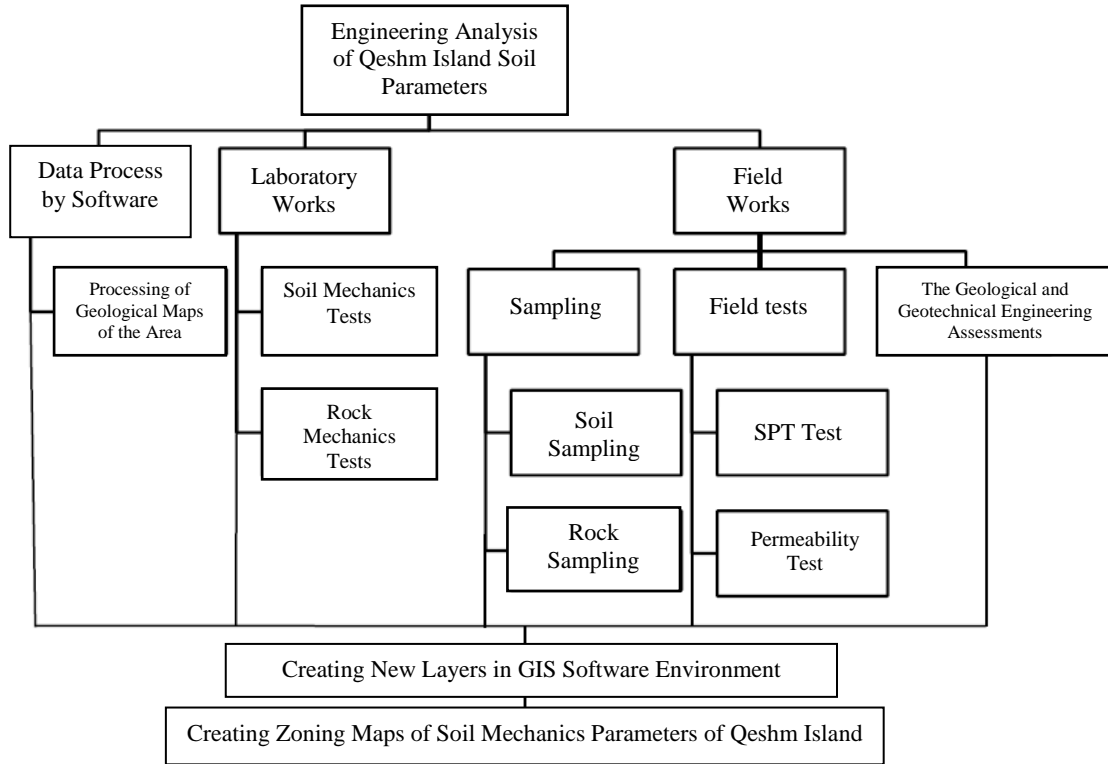 Engineering Analysis
of Qeshm Island Soil
Parameters
Data Process
by Software
Laboratory
Works
Field
Works
Processing of
Geological Maps
of the Area
Soil Mechanics
Tests
Sampling
Field tests
The Geological and
Geotechnical Engineering
Assessments
Rock
Mechanics
Tests
Soil
Sampling
SPT Test
Rock
Sampling
Permeability
Test
Creating New Layers in GIS Software Environment
Creating Zoning Maps of Soil Mechanics Parameters of Qeshm Island